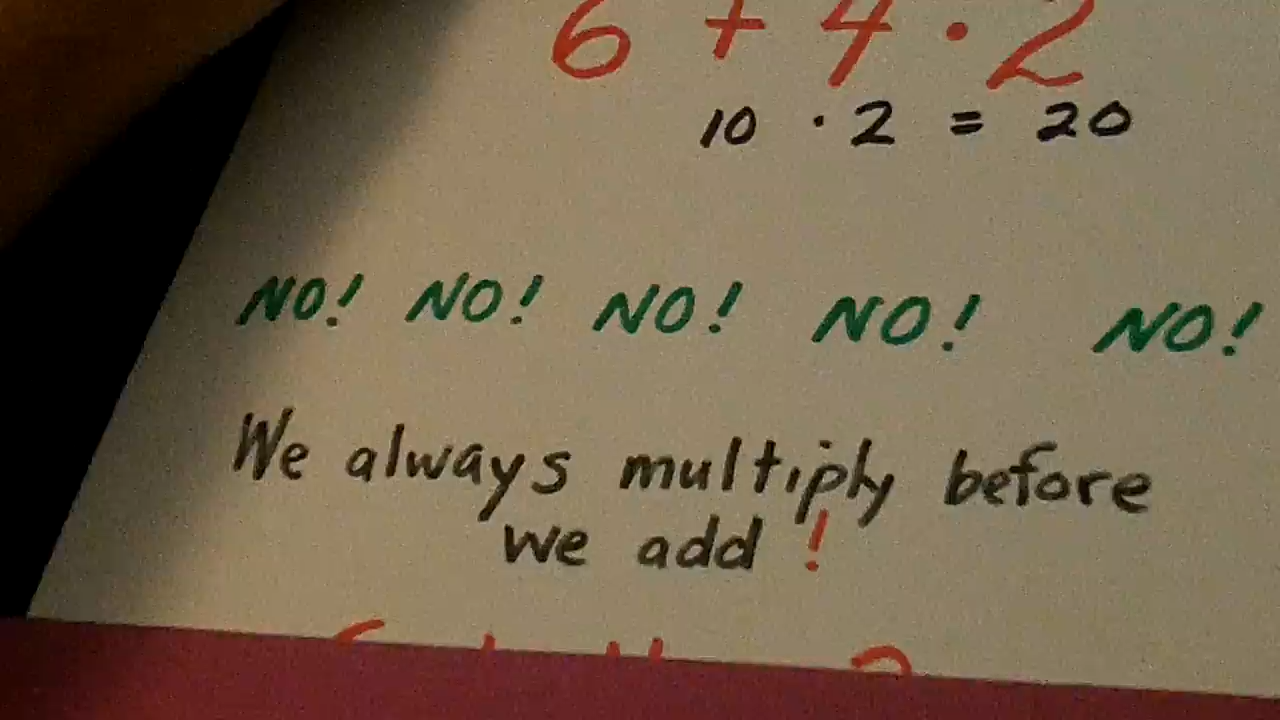 6 + 4 · 2
10 · 2 = 20
NO! NO! NO! NO! NO!
We always multiply before
we add !